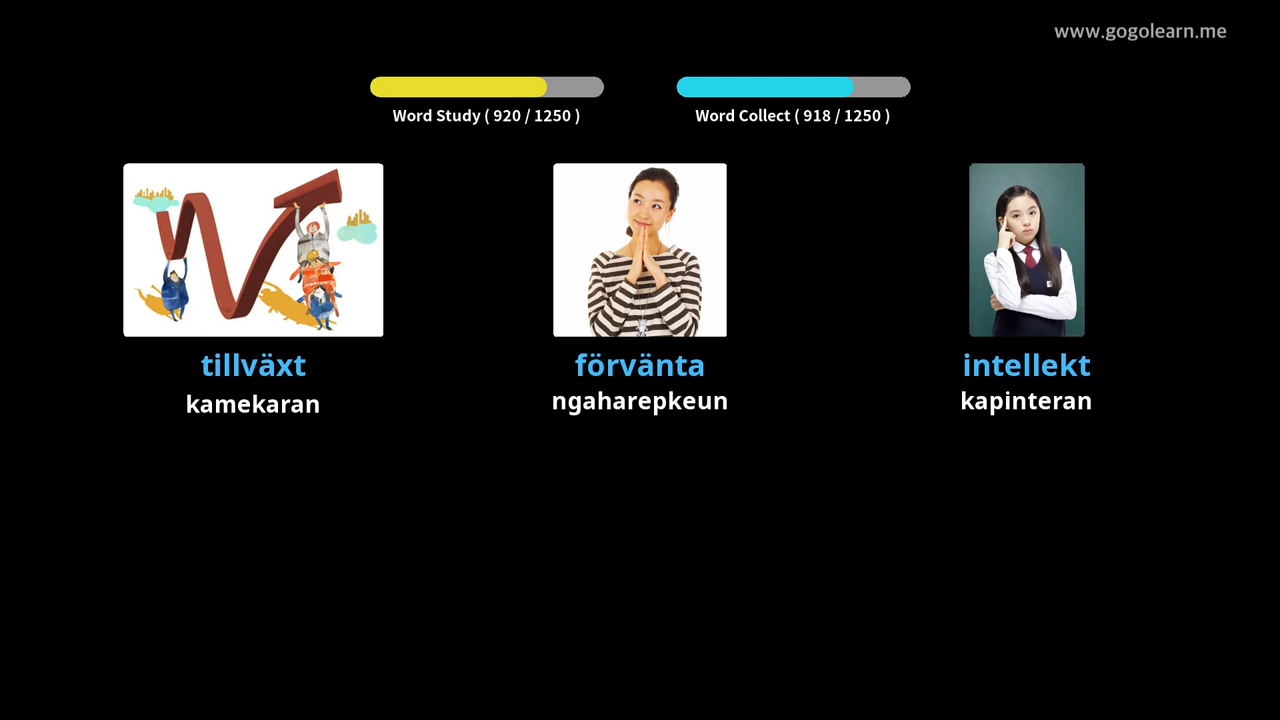 www.gogolearn.me
Word Study ( 920 / 1250 )
Word Collect ( 918 / 1250 )
tillväxt
kamekaran
förvänta
ngaharepkeun
intellekt
kapinteran